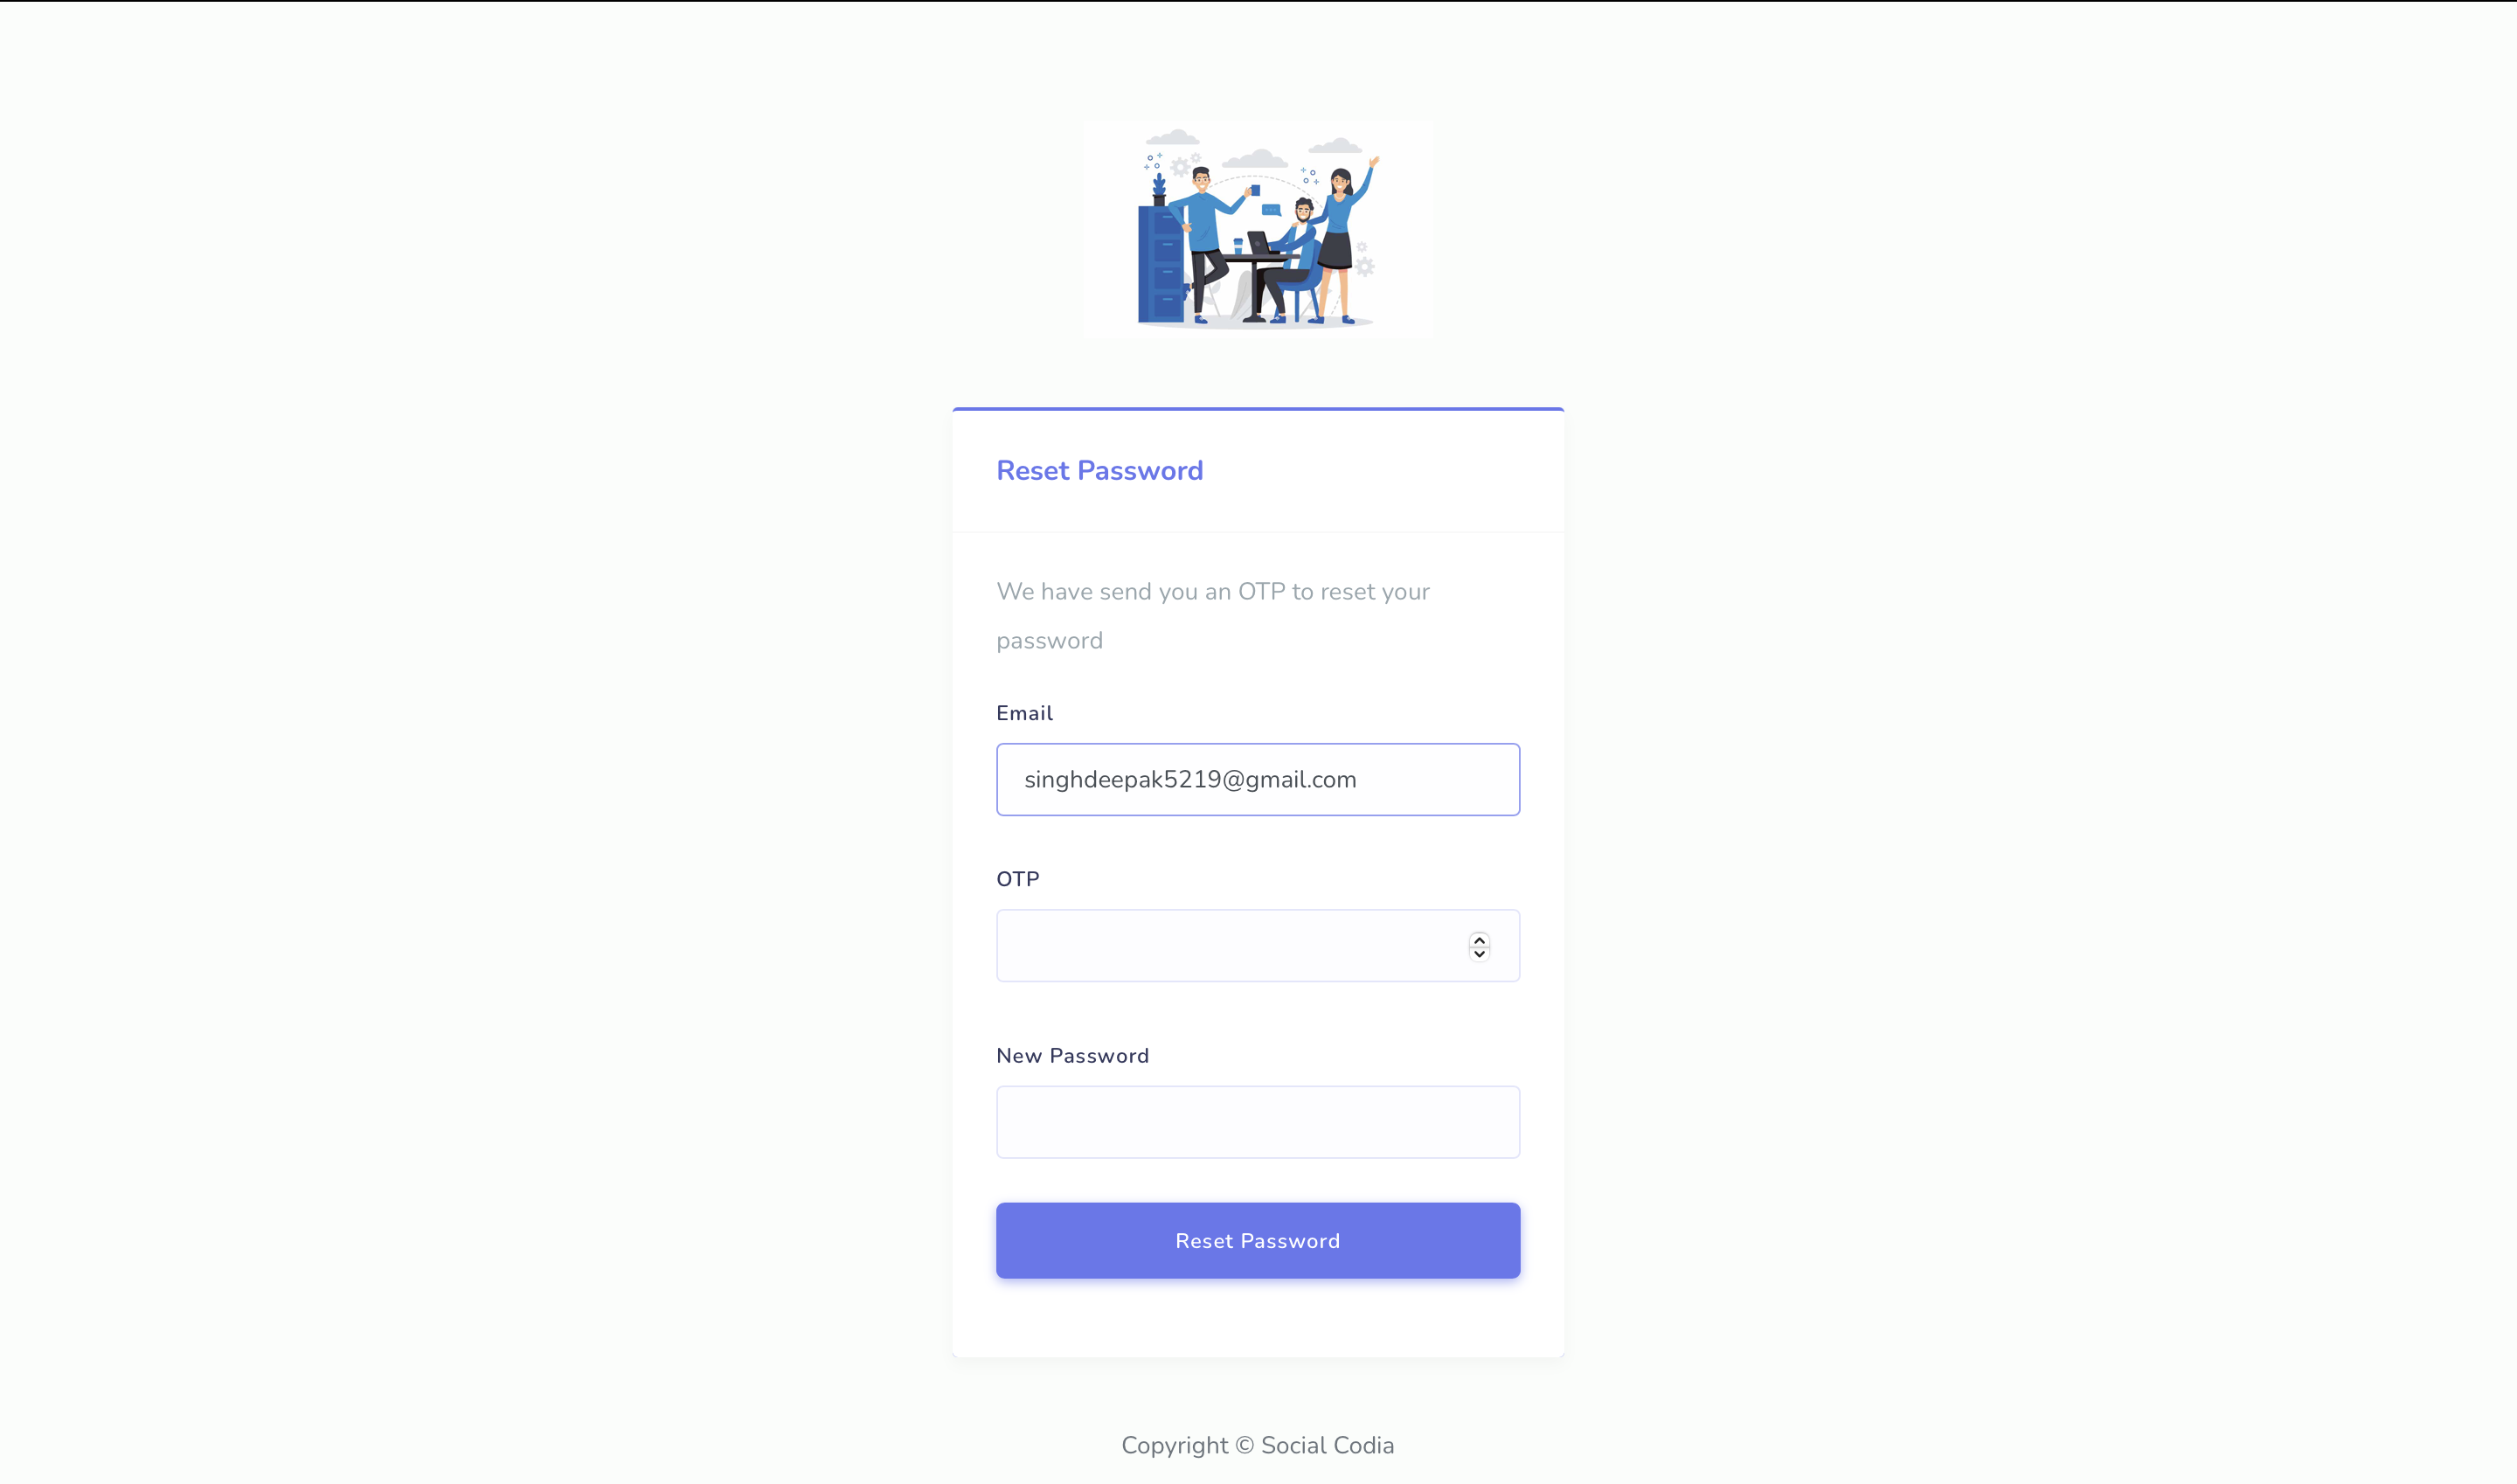 Reset Password
We have send you an OTP to reset your
password
Email
singhdeepak5219@gmail.com
OTP
New Password
Reset Password
Copyright © Social Codia